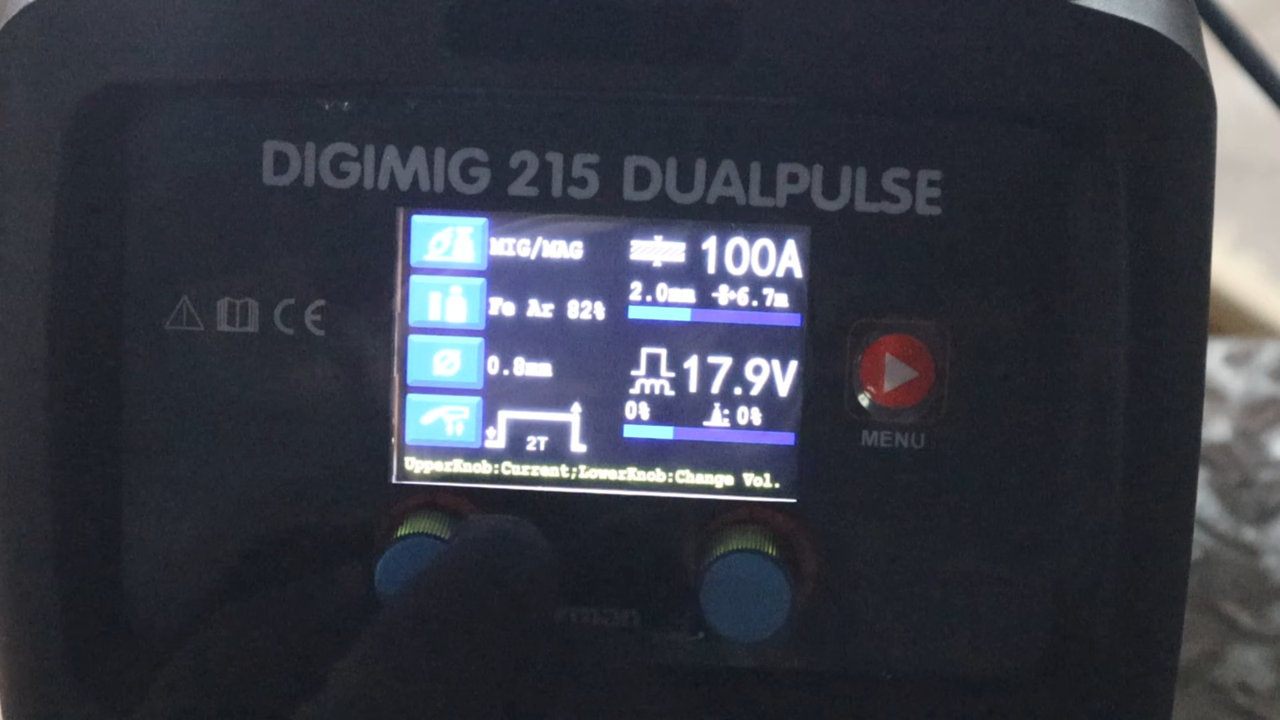 DIGIMIG 215 DUALPULSE
MIG/MAG
100A
2.0mm 6.7m
Fe Ar 82%
0.8mm
17.9V
0% 0%
2T
UpperKnob:Current;LowerKnob:Change Vol.
CE
MENU